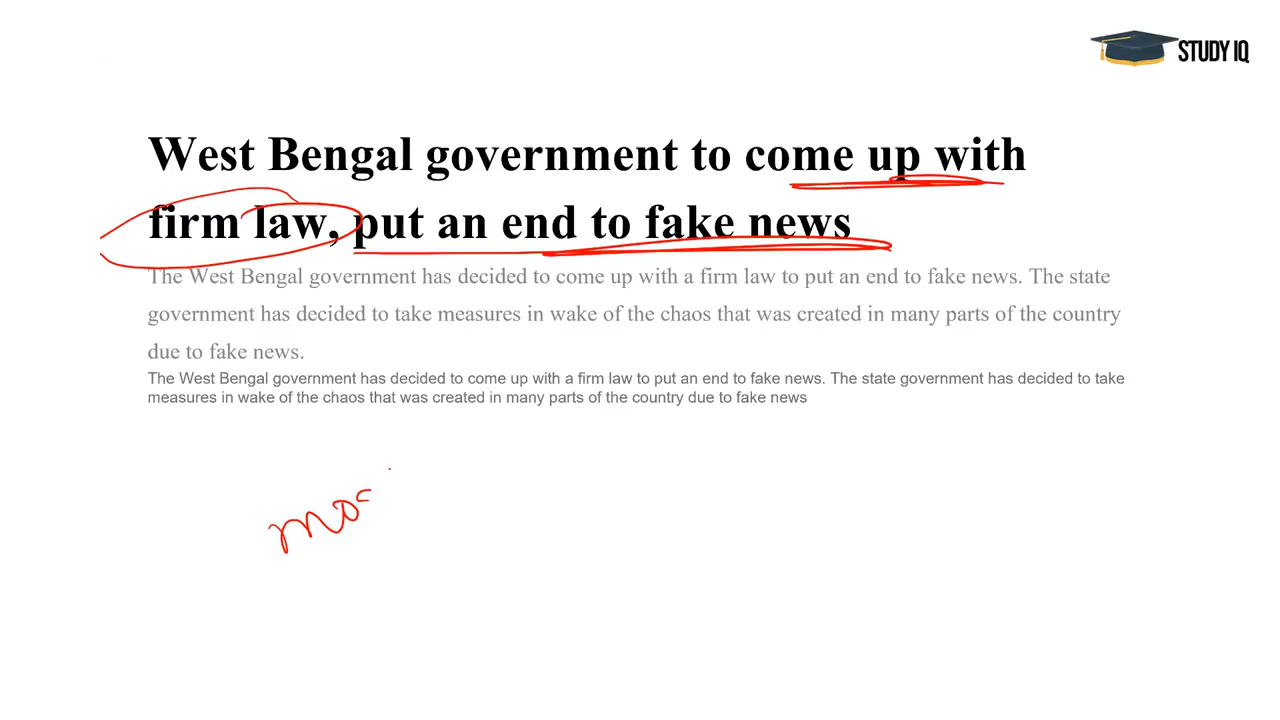 STUDY IQ
West Bengal government to come up with
firm law, put an end to fake news
The West Bengal government has decided to come up with a firm law to put an end to fake news. The state
government has decided to take measures in wake of the chaos that was created in many parts of the country
due to fake news.
The West Bengal government has decided to come up with a firm law to put an end to fake news. The state government has decided to take
measures in wake of the chaos that was created in many parts of the country due to fake news